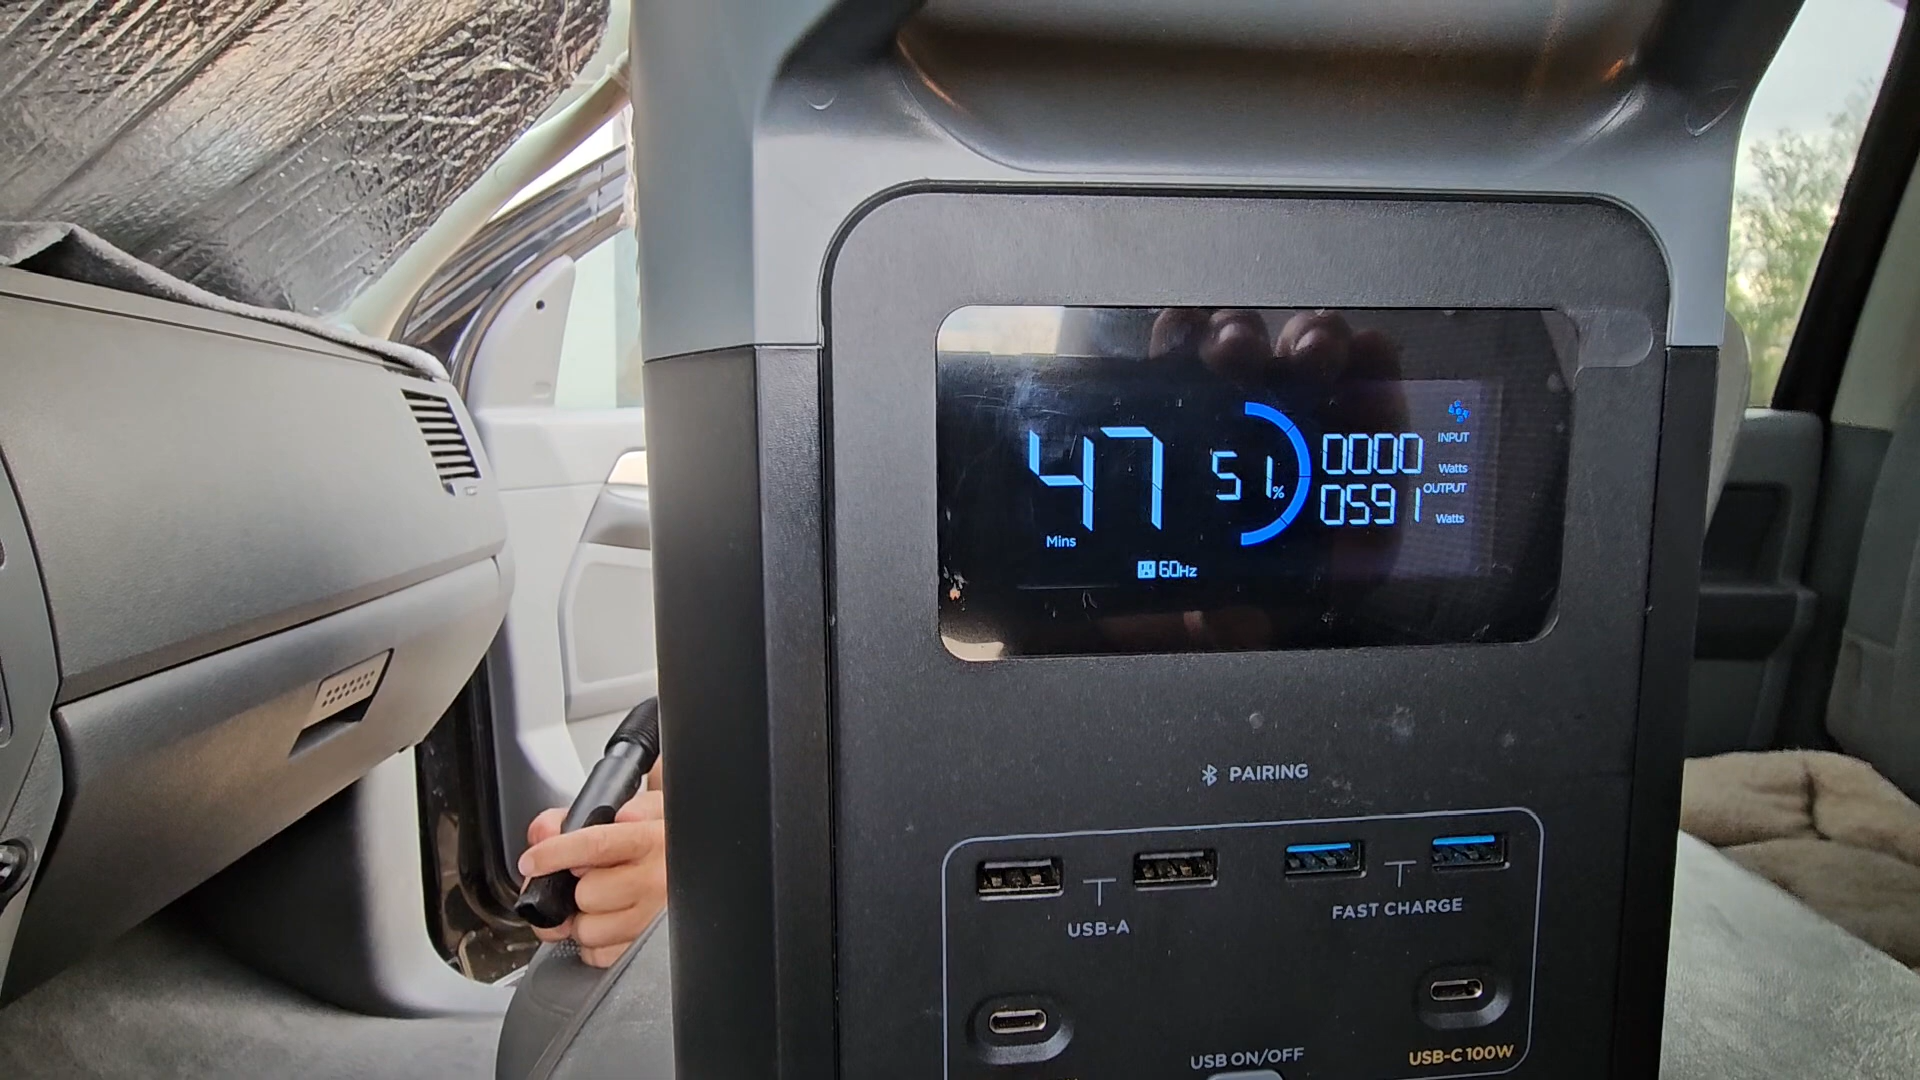 47
Mins
51%
0000
INPUT
Watts
0591
OUTPUT
Watts
60Hz
PAIRING
USB-A
FAST CHARGE
USB ON/OFF
USB-C 100W